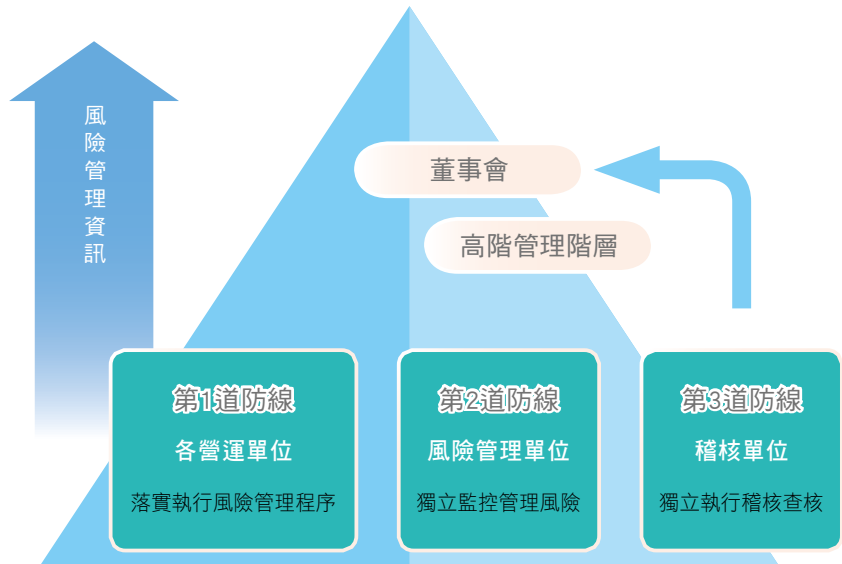 風險管理資訊
董事會
高階管理階層
第1道防線
各營運單位
落實執行風險管理程序
第2道防線
風險管理單位
獨立監控管理風險
第3道防線
稽核單位
獨立執行稽核查核